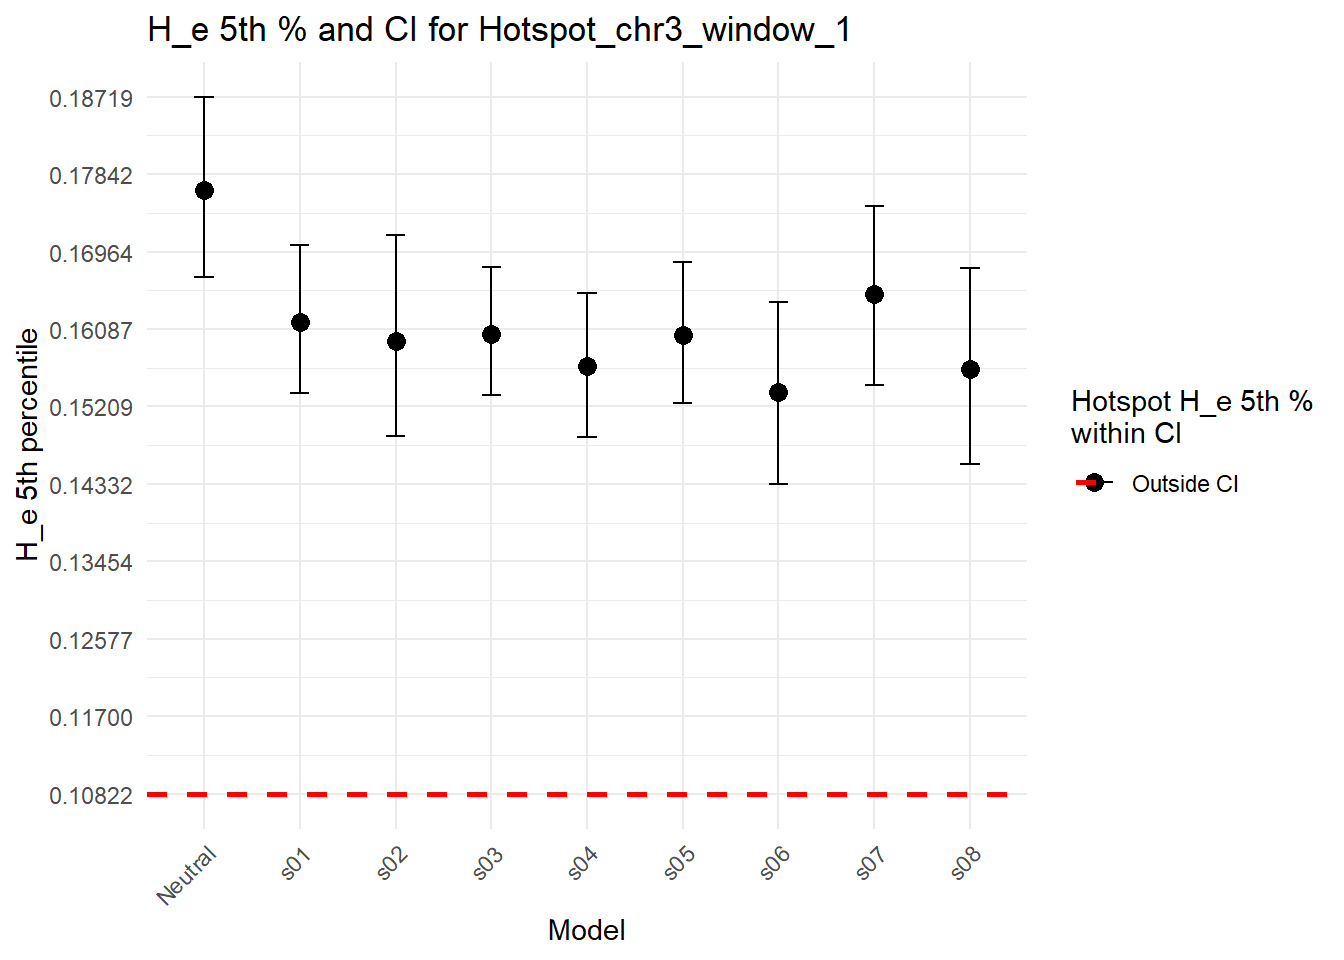 H_e 5th % and CI for Hotspot_chr3_window_1
H_e 5th percentile
0.18719
0.17842
0.16964
0.16087
0.15209
0.14332
0.13454
0.12577
0.11700
0.10822
Neutral
s01
s02
s03
s04
s05
s06
s07
s08
Model
Hotspot H_e 5th %
within CI
Outside CI